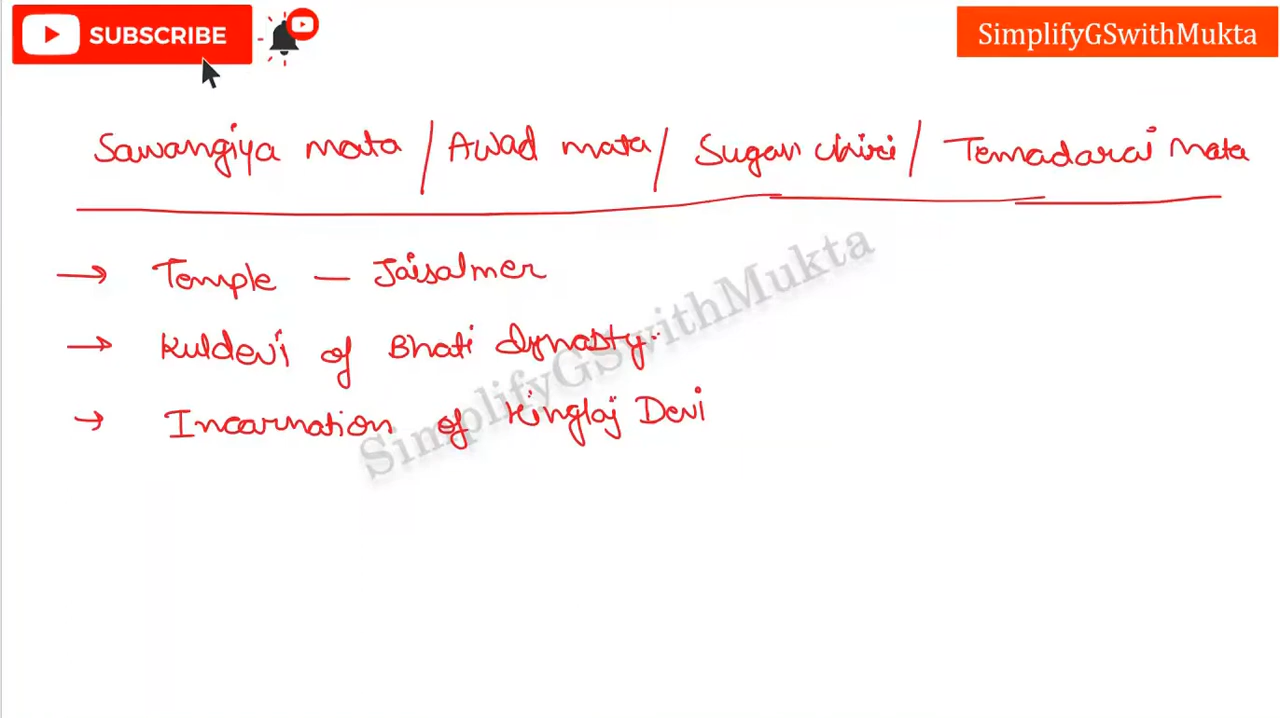 SUBSCRIBE
SimplifyGSwithMukta
Sawangiya mata / Awad mata / Sugan chiri / Temadarai Mata
→ Temple — Jaisalmer
→ Kuldevi of Bhati dynasty.
→ Incarnation of Hinglaj Devi
SimplifyGSwithMukta